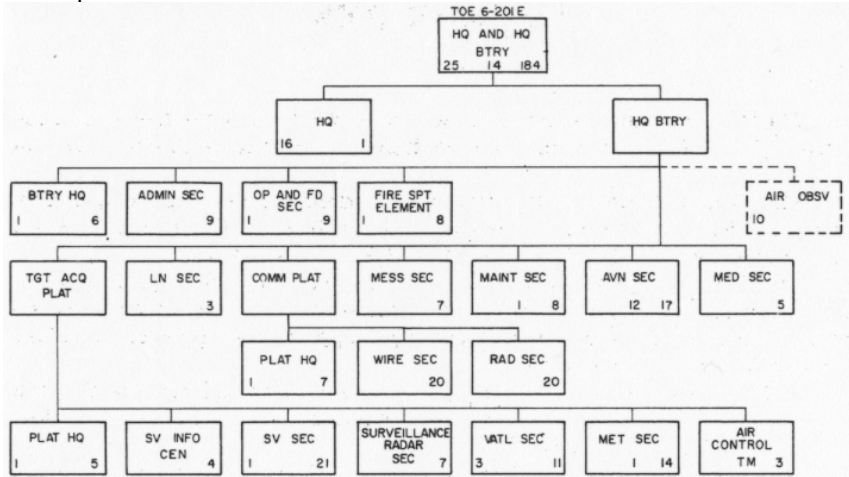 TOE 6-201E
HQ AND HQ
BTRY
25 14 184
HQ
16 1
HQ BTRY
BTRY HQ
1 6
ADMIN SEC
9
OP AND FD
SEC
1 9
FIRE SPT
ELEMENT
1 8
AIR OBSV
10
TGT ACQ
PLAT
LN SEC
3
COMM PLAT
MESS SEC
7
MAINT SEC
1 8
AVN SEC
12 17
MED SEC
5
PLAT HQ
1 7
WIRE SEC
20
RAD SEC
20
PLAT HQ
1 5
SV INFO
CEN 4
SV SEC
1 21
SURVEILLANCE
RADAR
SEC 7
VATL SEC
3 11
MET SEC
1 14
AIR
CONTROL
TM 3